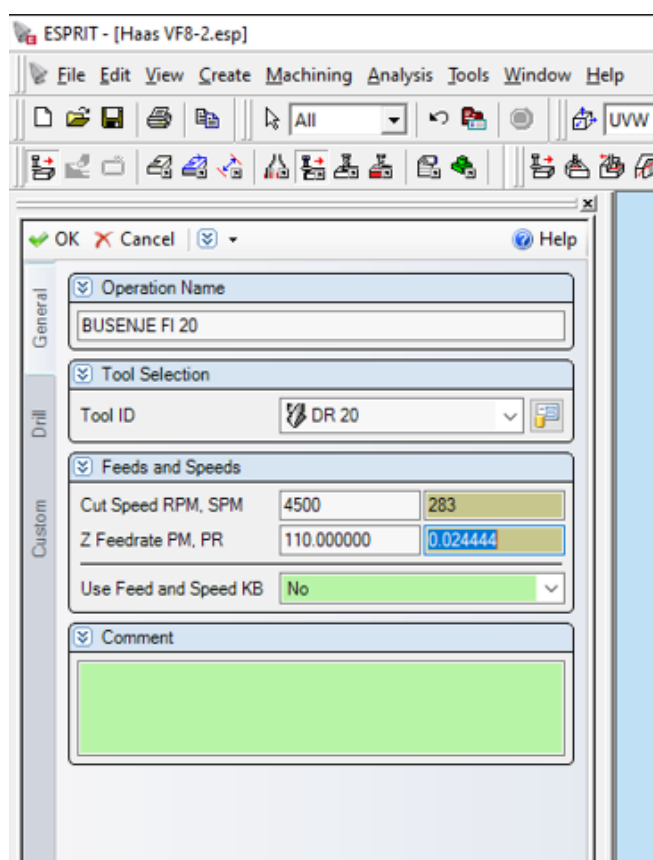 ESPRIT - [Haas VF8-2.esp]
File Edit View Create Machining Analysis Tools Window Help
All UVW
OK Cancel Help
General
Operation Name
BUSENJE FI 20
Tool Selection
Tool ID DR 20
Drill
Feeds and Speeds
Custom
Cut Speed RPM, SPM 4500 283
Z Feedrate PM, PR 110.000000 0.024444
Use Feed and Speed KB No
Comment